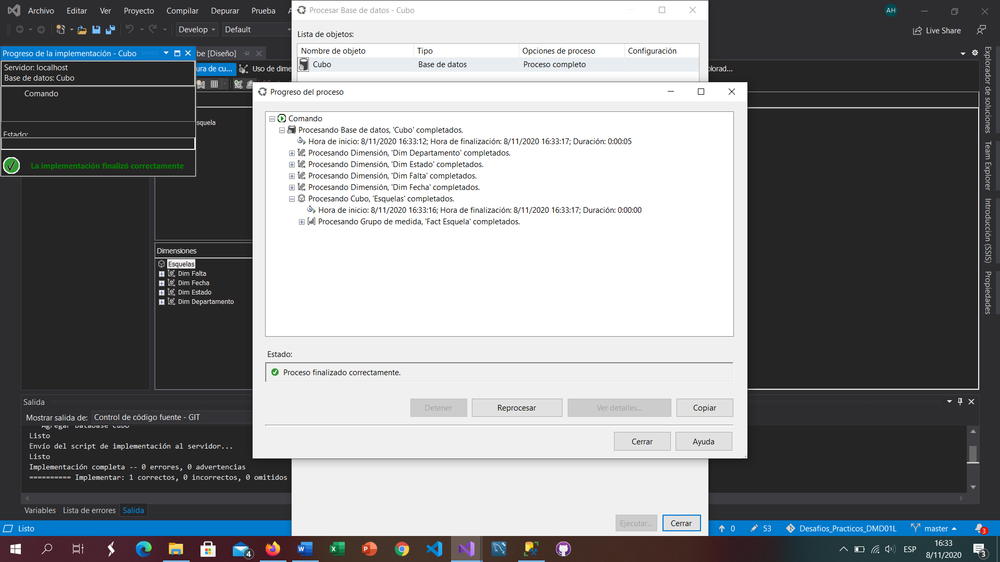 Archivo Editar Ver Proyecto Compilar Depurar Prueba
AH
Develop Default
Live Share
Procesar Base de datos - Cubo
Lista de objetos:
Nombre de objeto Tipo Opciones de proceso Configuración
Cubo Base de datos Proceso completo
Progreso de la implementación - Cubo
Servidor: localhost
Base de datos: Cubo
Comando
Estado:
La implementación finalizó correctamente
be [Diseño]
ura de cu...
Uso de dime
plorad...
squela
Progreso del proceso
Comando
Procesando Base de datos, 'Cubo' completados.
Hora de inicio: 8/11/2020 16:33:12; Hora de finalización: 8/11/2020 16:33:17; Duración: 0:00:05
Procesando Dimensión, 'Dim Departamento' completados.
Procesando Dimensión, 'Dim Estado' completados.
Procesando Dimensión, 'Dim Falta' completados.
Procesando Dimensión, 'Dim Fecha' completados.
Procesando Cubo, 'Esquelas' completados.
Hora de inicio: 8/11/2020 16:33:16; Hora de finalización: 8/11/2020 16:33:17; Duración: 0:00:00
Procesando Grupo de medida, 'Fact Esquela' completados.
Estado:
Proceso finalizado correctamente.
Detener Reprocesar Ver detalles... Copiar
Cerrar Ayuda
Dimensiones
Esquelas
Dim Falta
Dim Fecha
Dim Estado
Dim Departamento
Explorador de soluciones
Team Explorer
Introducción (SSIS)
Propiedades
Salida
Mostrar salida de: Control de código fuente - GIT
Agregar Database Cubo
Listo
Envío del script de implementación al servidor...
Listo
Implementación completa -- 0 errores, 0 advertencias
========== Implementar: 1 correctos, 0 incorrectos, 0 omitidos
Variables Lista de errores Salida
Ejecutar... Cerrar
Listo
0 53 Desafios_Practicos_DMD01L master 3
4
ESP
16:33
8/11/2020
3